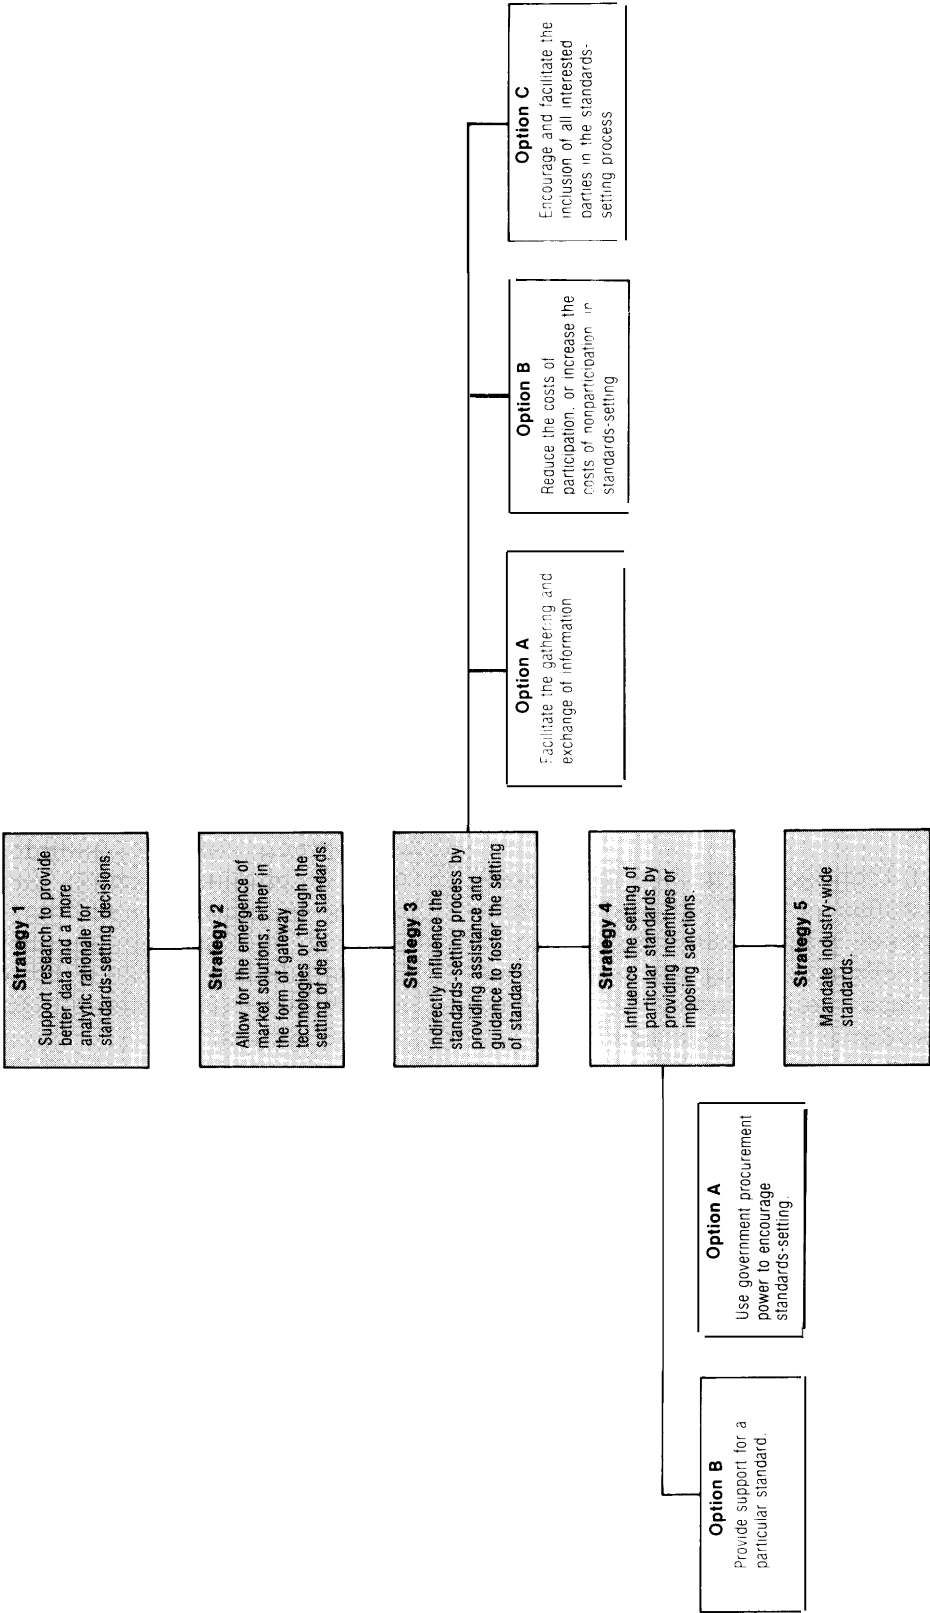 Strategy 1
Support research to provide
better data and a more
analytic rationale for
standards-setting decisions.
Strategy 2
Allow for the emergence of
market solutions, either in
the form of gateway
technologies or through the
setting of de facto standards.
Strategy 3
Indirectly influence the
standards-setting process by
providing assistance and
guidance to foster the setting
of standards.
Option A
Facilitate the gathering and
exchange of information
Option B
Reduce the costs of
participation, or increase the
costs of nonparticipation in
standards-setting
Option C
Encourage and facilitate the
inclusion of all interested
parties in the standards-
setting process
Strategy 4
Influence the setting of
particular standards by
providing incentives or
imposing sanctions.
Option B
Provide support for a
particular standard.
Option A
Use government procurement
power to encourage
standards-setting.
Strategy 5
Mandate industry-wide
standards.